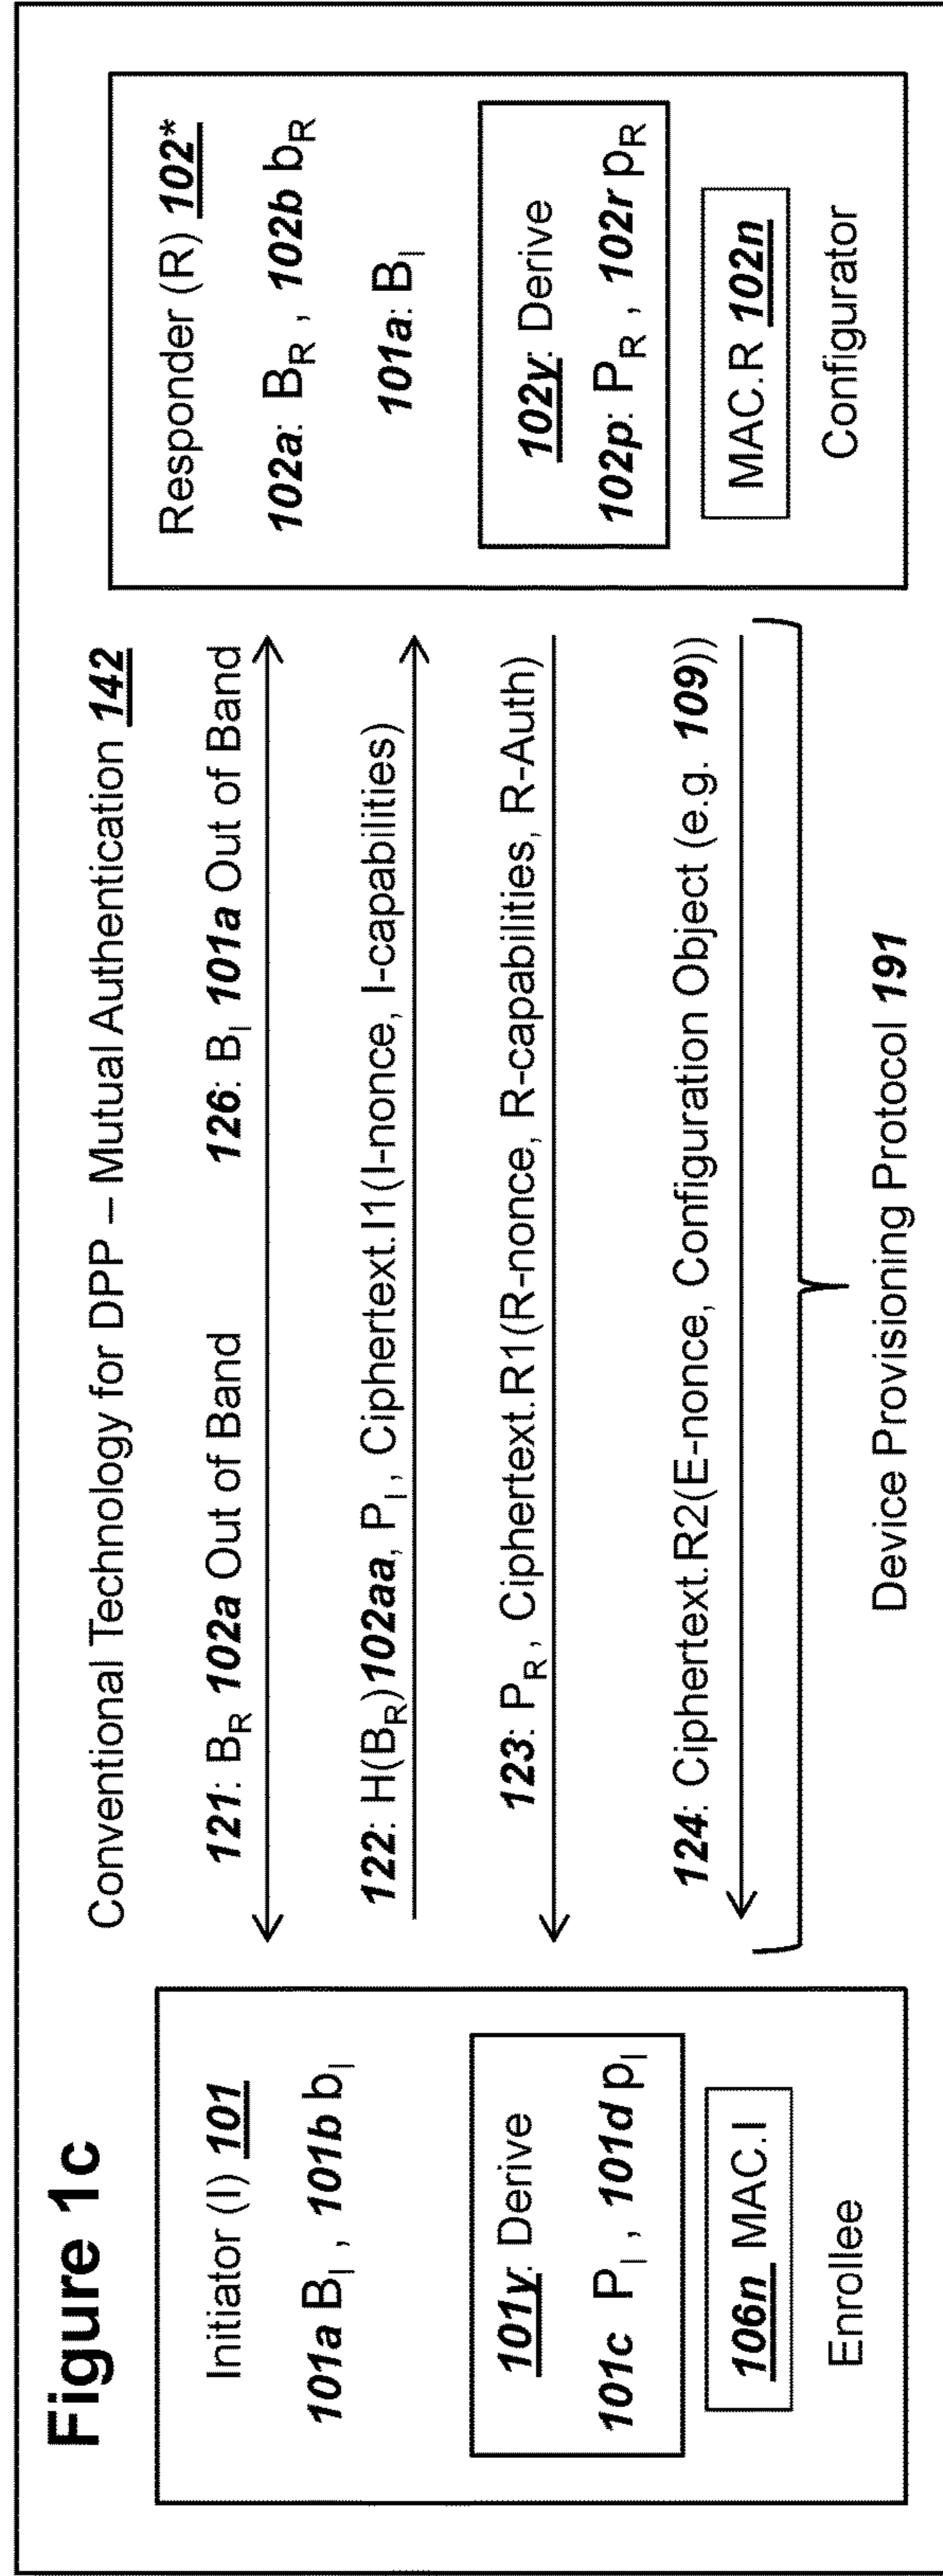 Figure 1c
Conventional Technology for DPP – Mutual Authentication 142
Initiator (I) 101
101a B_I , 101b b_I
101y: Derive
101c P_I , 101d p_I
106n MAC.I
Enrollee
121: B_R 102a Out of Band
126: B_I 101a Out of Band
122: H(B_R)102aa, P_I, Ciphertext.I1(I-nonce, I-capabilities)
123: P_R, Ciphertext.R1(R-nonce, R-capabilities, R-Auth)
124: Ciphertext.R2(E-nonce, Configuration Object (e.g. 109))
Device Provisioning Protocol 191
Responder (R) 102*
102a: B_R , 102b b_R
101a: B_I
102y: Derive
102p: P_R , 102r p_R
MAC.R 102n
Configurator